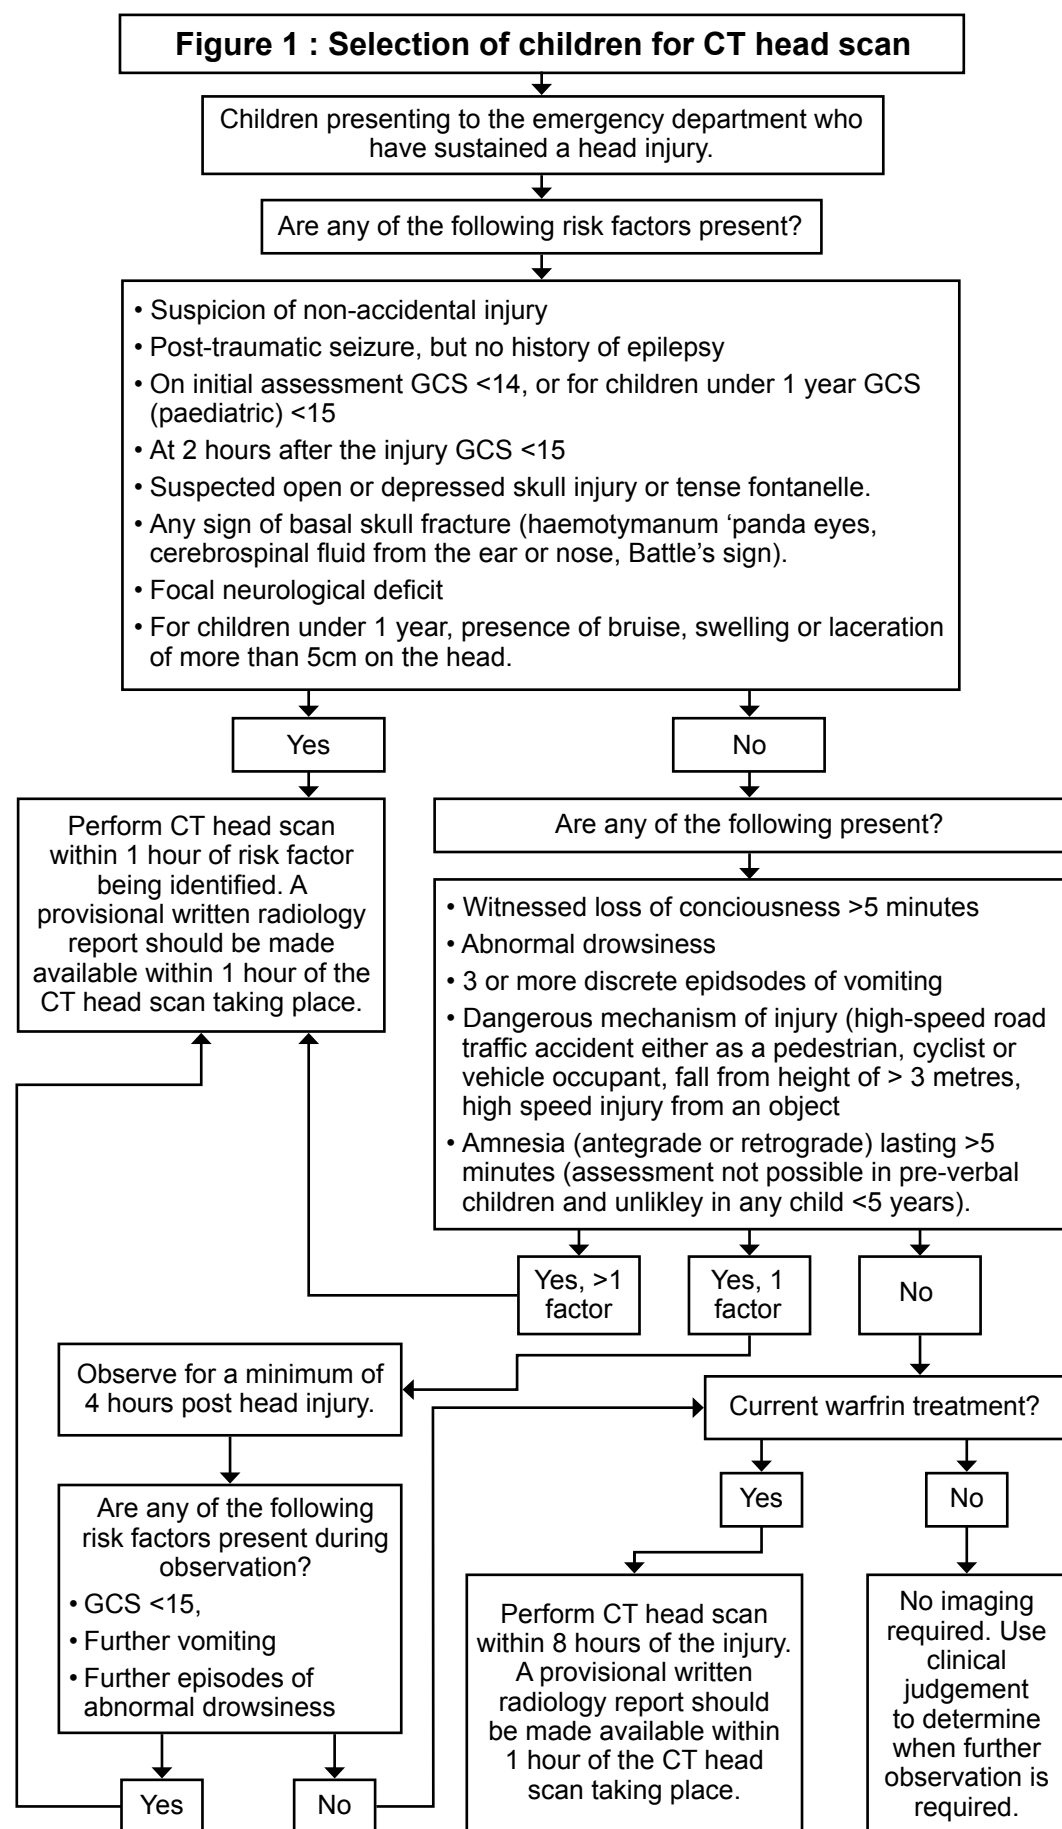 Figure 1 : Selection of children for CT head scan
Children presenting to the emergency department who
have sustained a head injury.
Are any of the following risk factors present?
• Suspicion of non-accidental injury
• Post-traumatic seizure, but no history of epilepsy
• On initial assessment GCS <14, or for children under 1 year GCS
(paediatric) <15
• At 2 hours after the injury GCS <15
• Suspected open or depressed skull injury or tense fontanelle.
• Any sign of basal skull fracture (haemotymanum ‘panda eyes,
cerebrospinal fluid from the ear or nose, Battle’s sign).
• Focal neurological deficit
• For children under 1 year, presence of bruise, swelling or laceration
of more than 5cm on the head.
Yes
No
Perform CT head scan
within 1 hour of risk factor
being identified. A
provisional written radiology
report should be made
available within 1 hour of the
CT head scan taking place.
Are any of the following present?
• Witnessed loss of conciousness >5 minutes
• Abnormal drowsiness
• 3 or more discrete epidsodes of vomiting
• Dangerous mechanism of injury (high-speed road
traffic accident either as a pedestrian, cyclist or
vehicle occupant, fall from height of > 3 metres,
high speed injury from an object
• Amnesia (antegrade or retrograde) lasting >5
minutes (assessment not possible in pre-verbal
children and unlikley in any child <5 years).
Yes, >1
factor
Yes, 1
factor
No
Observe for a minimum of
4 hours post head injury.
Current warfrin treatment?
Are any of the following
risk factors present during
observation?
• GCS <15,
• Further vomiting
• Further episodes of
abnormal drowsiness
Yes
No
Yes
No
Perform CT head scan
within 8 hours of the injury.
A provisional written
radiology report should
be made available within
1 hour of the CT head
scan taking place.
No imaging
required. Use
clinical
judgement
to determine
when further
observation is
required.